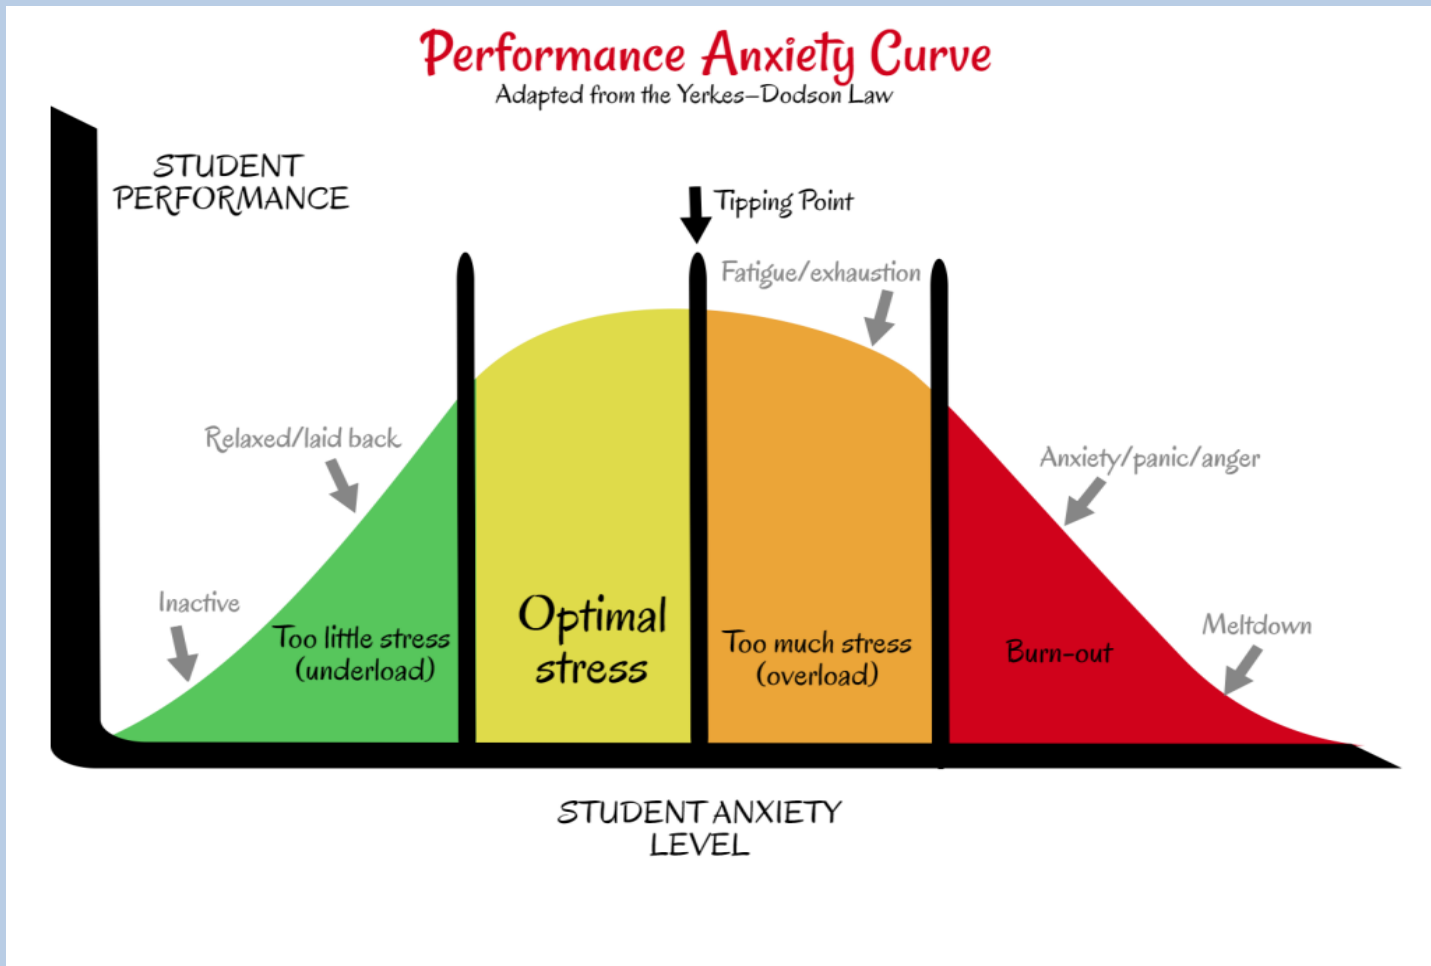 Performance Anxiety Curve
Adapted from the Yerkes–Dodson Law
STUDENT
PERFORMANCE
Tipping Point
Fatigue/exhaustion
Relaxed/laid back
Anxiety/panic/anger
Inactive
Meltdown
Too little stress
(underload)
Optimal
stress
Too much stress
(overload)
Burn-out
STUDENT ANXIETY
LEVEL